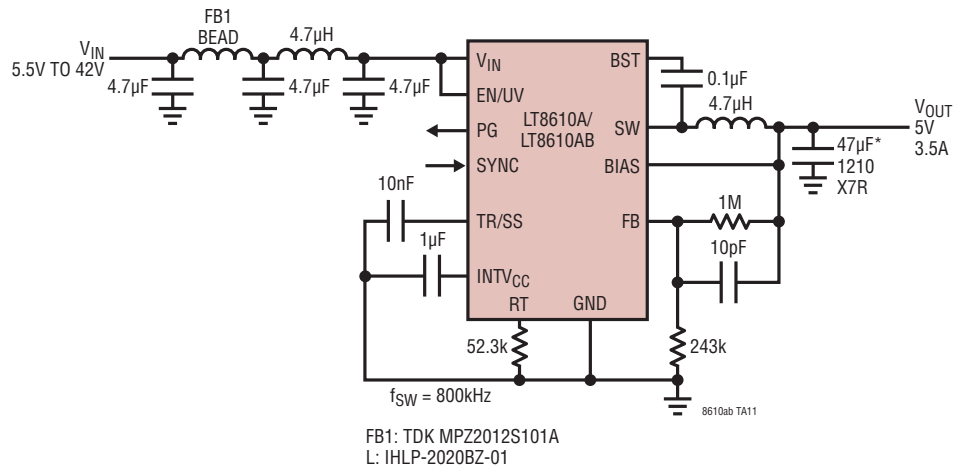 FB1
BEAD
4.7µH
VIN
5.5V TO 42V
4.7µF
4.7µF
4.7µF
VIN
EN/UV
PG
SYNC
TR/SS
INTVCC
RT
GND
BST
SW
BIAS
FB
LT8610A/
LT8610AB
0.1µF
4.7µH
VOUT
5V
3.5A
47µF*
1210
X7R
10nF
1µF
1M
10pF
52.3k
243k
fSW = 800kHz
8610ab TA11
FB1: TDK MPZ2012S101A
L: IHLP-2020BZ-01